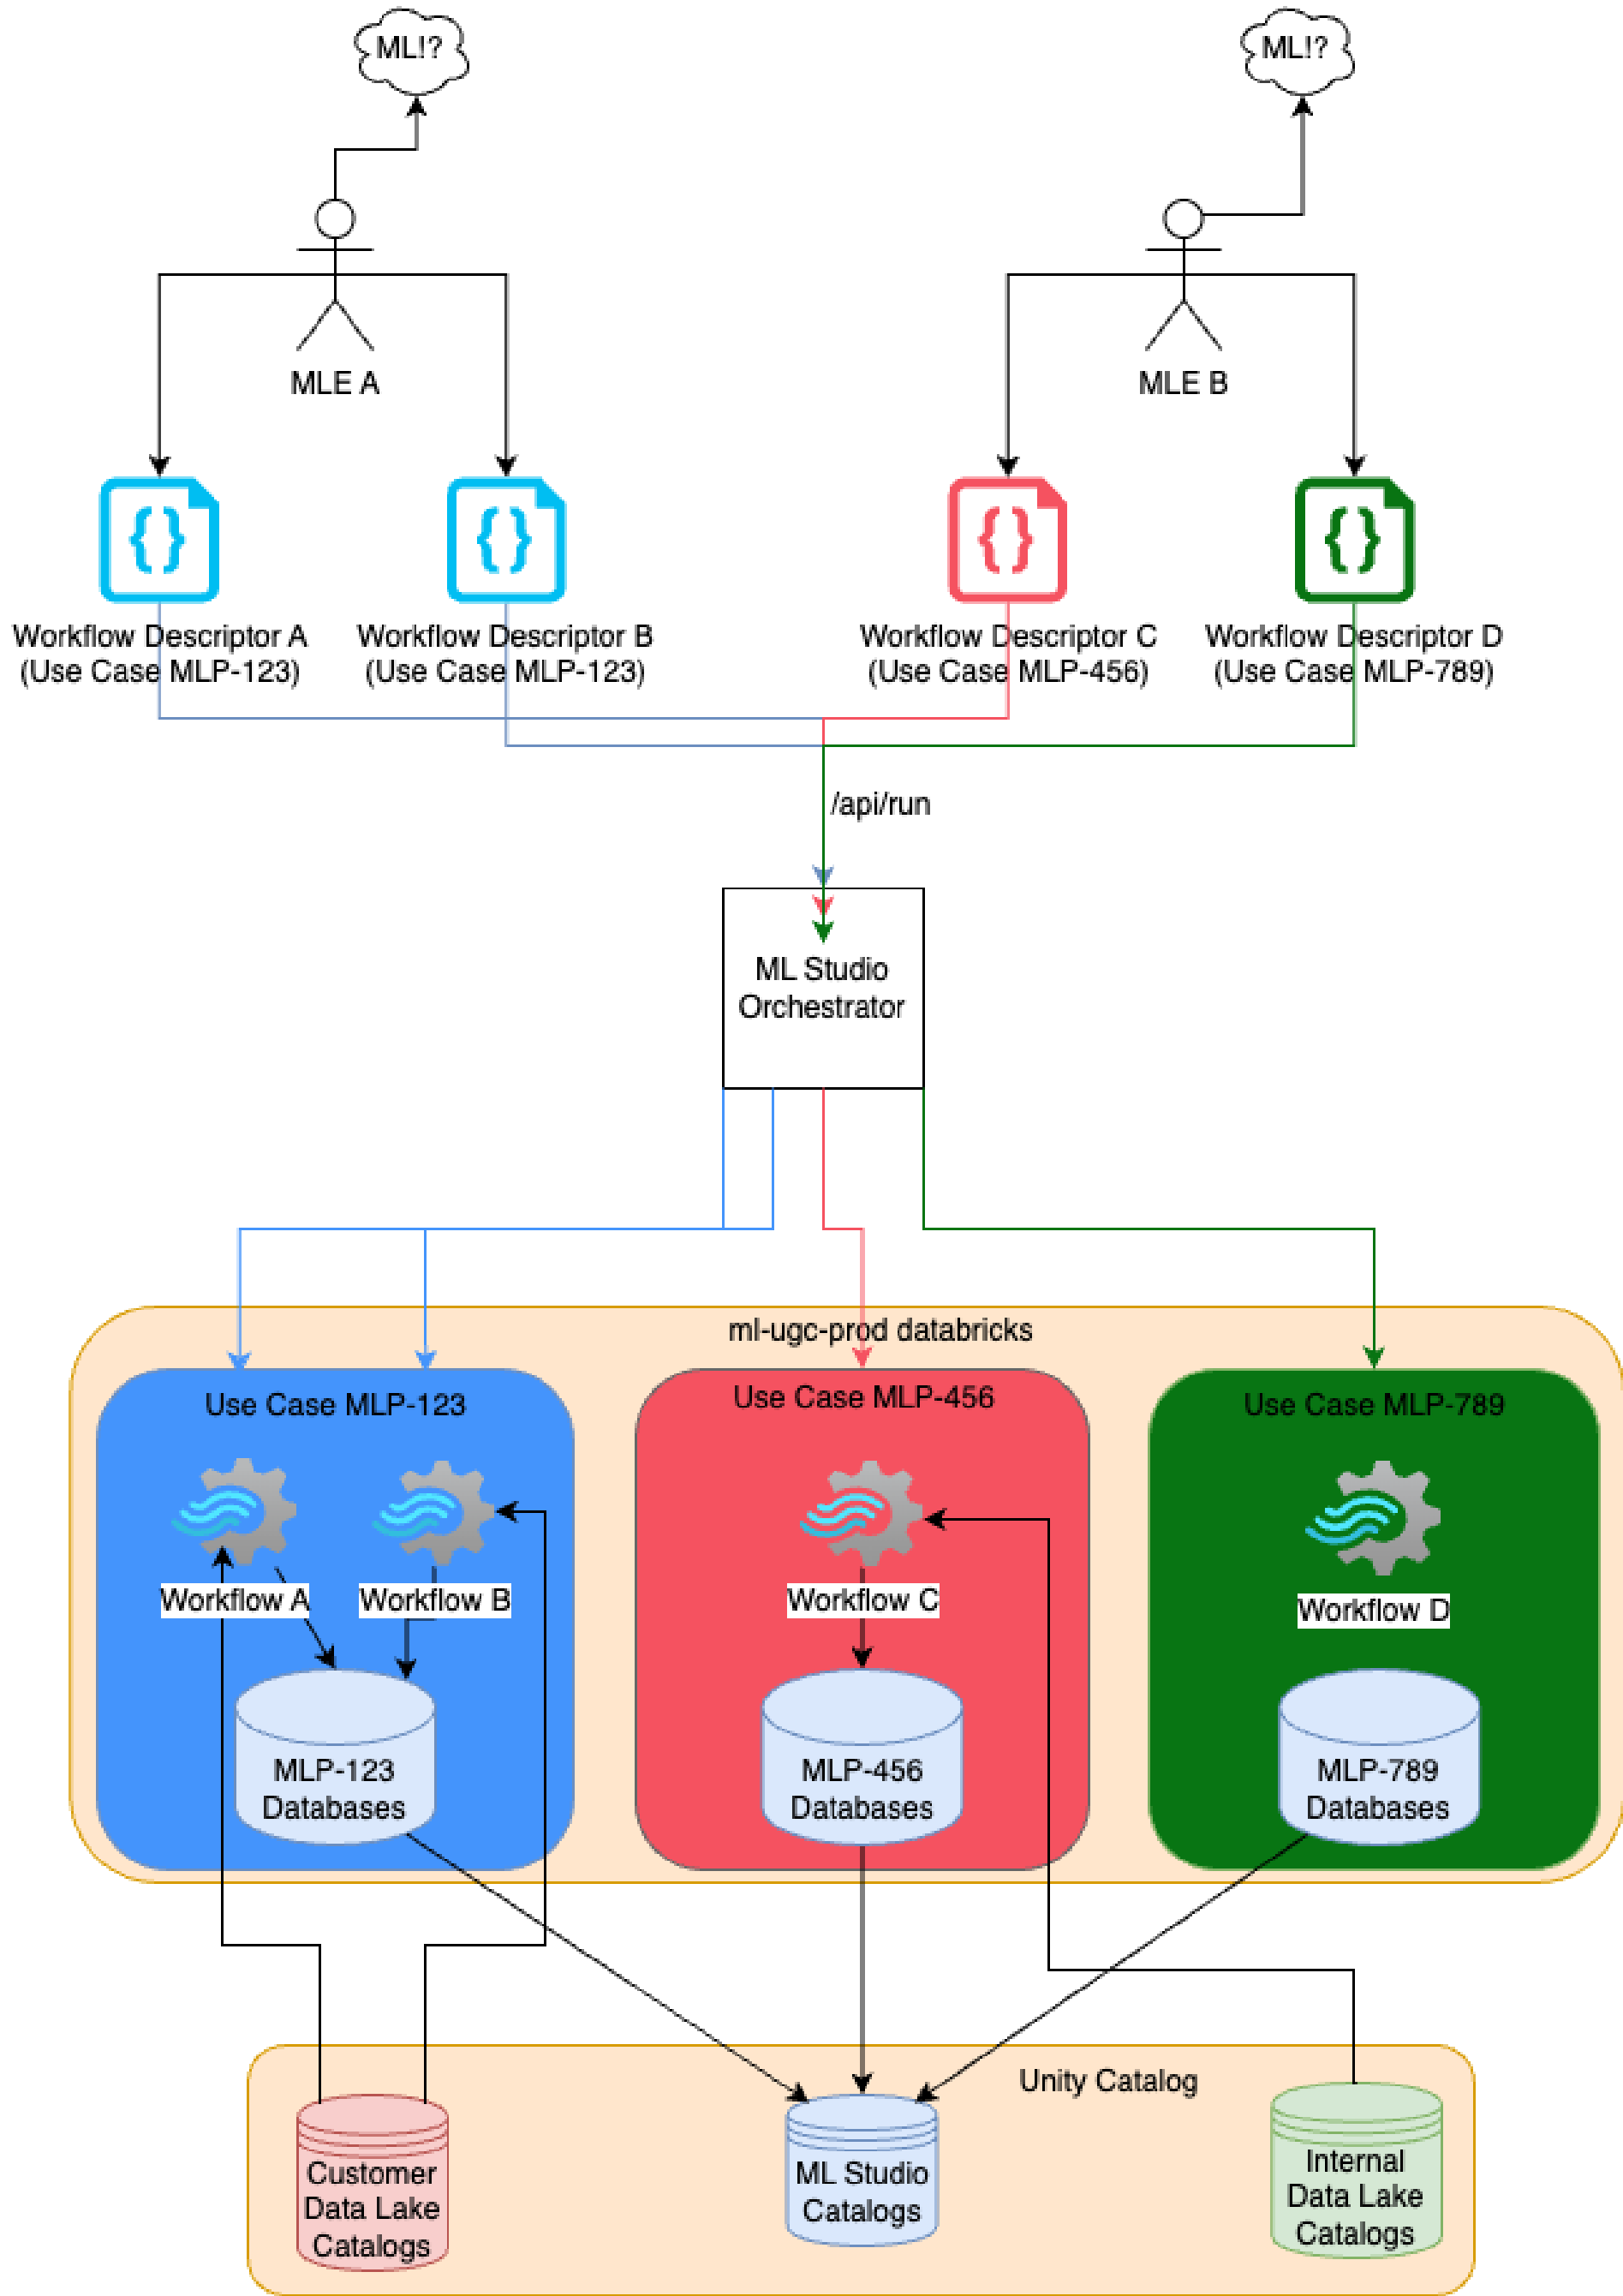 ML!?
ML!?
MLE A
MLE B
Workflow Descriptor A
(Use Case MLP-123)
Workflow Descriptor B
(Use Case MLP-123)
Workflow Descriptor C
(Use Case MLP-456)
Workflow Descriptor D
(Use Case MLP-789)
/api/run
ML Studio
Orchestrator
ml-ugc-prod databricks
Use Case MLP-123
Use Case MLP-456
Use Case MLP-789
Workflow A
Workflow B
Workflow C
Workflow D
MLP-123
Databases
MLP-456
Databases
MLP-789
Databases
Unity Catalog
Customer
Data Lake
Catalogs
ML Studio
Catalogs
Internal
Data Lake
Catalogs